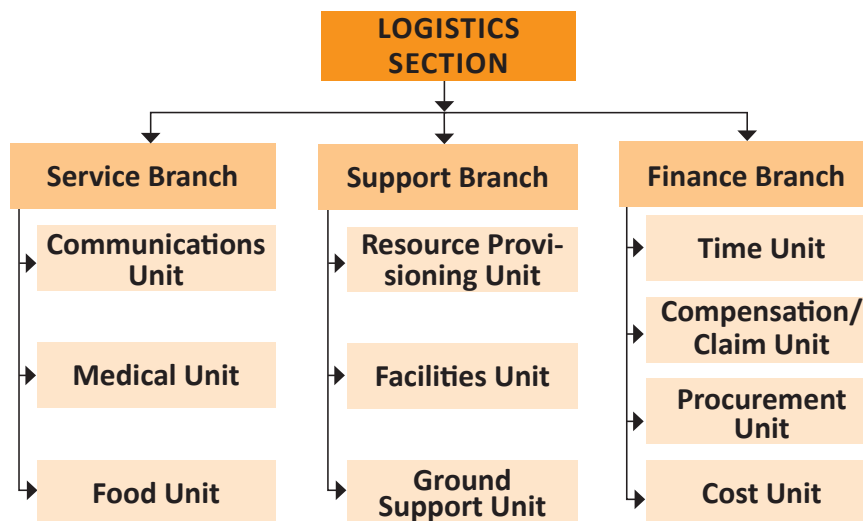 LOGISTICS
SECTION
Service Branch
Communications
Unit
Medical Unit
Food Unit
Support Branch
Resource Provi-
sioning Unit
Facilities Unit
Ground
Support Unit
Finance Branch
Time Unit
Compensation/
Claim Unit
Procurement
Unit
Cost Unit